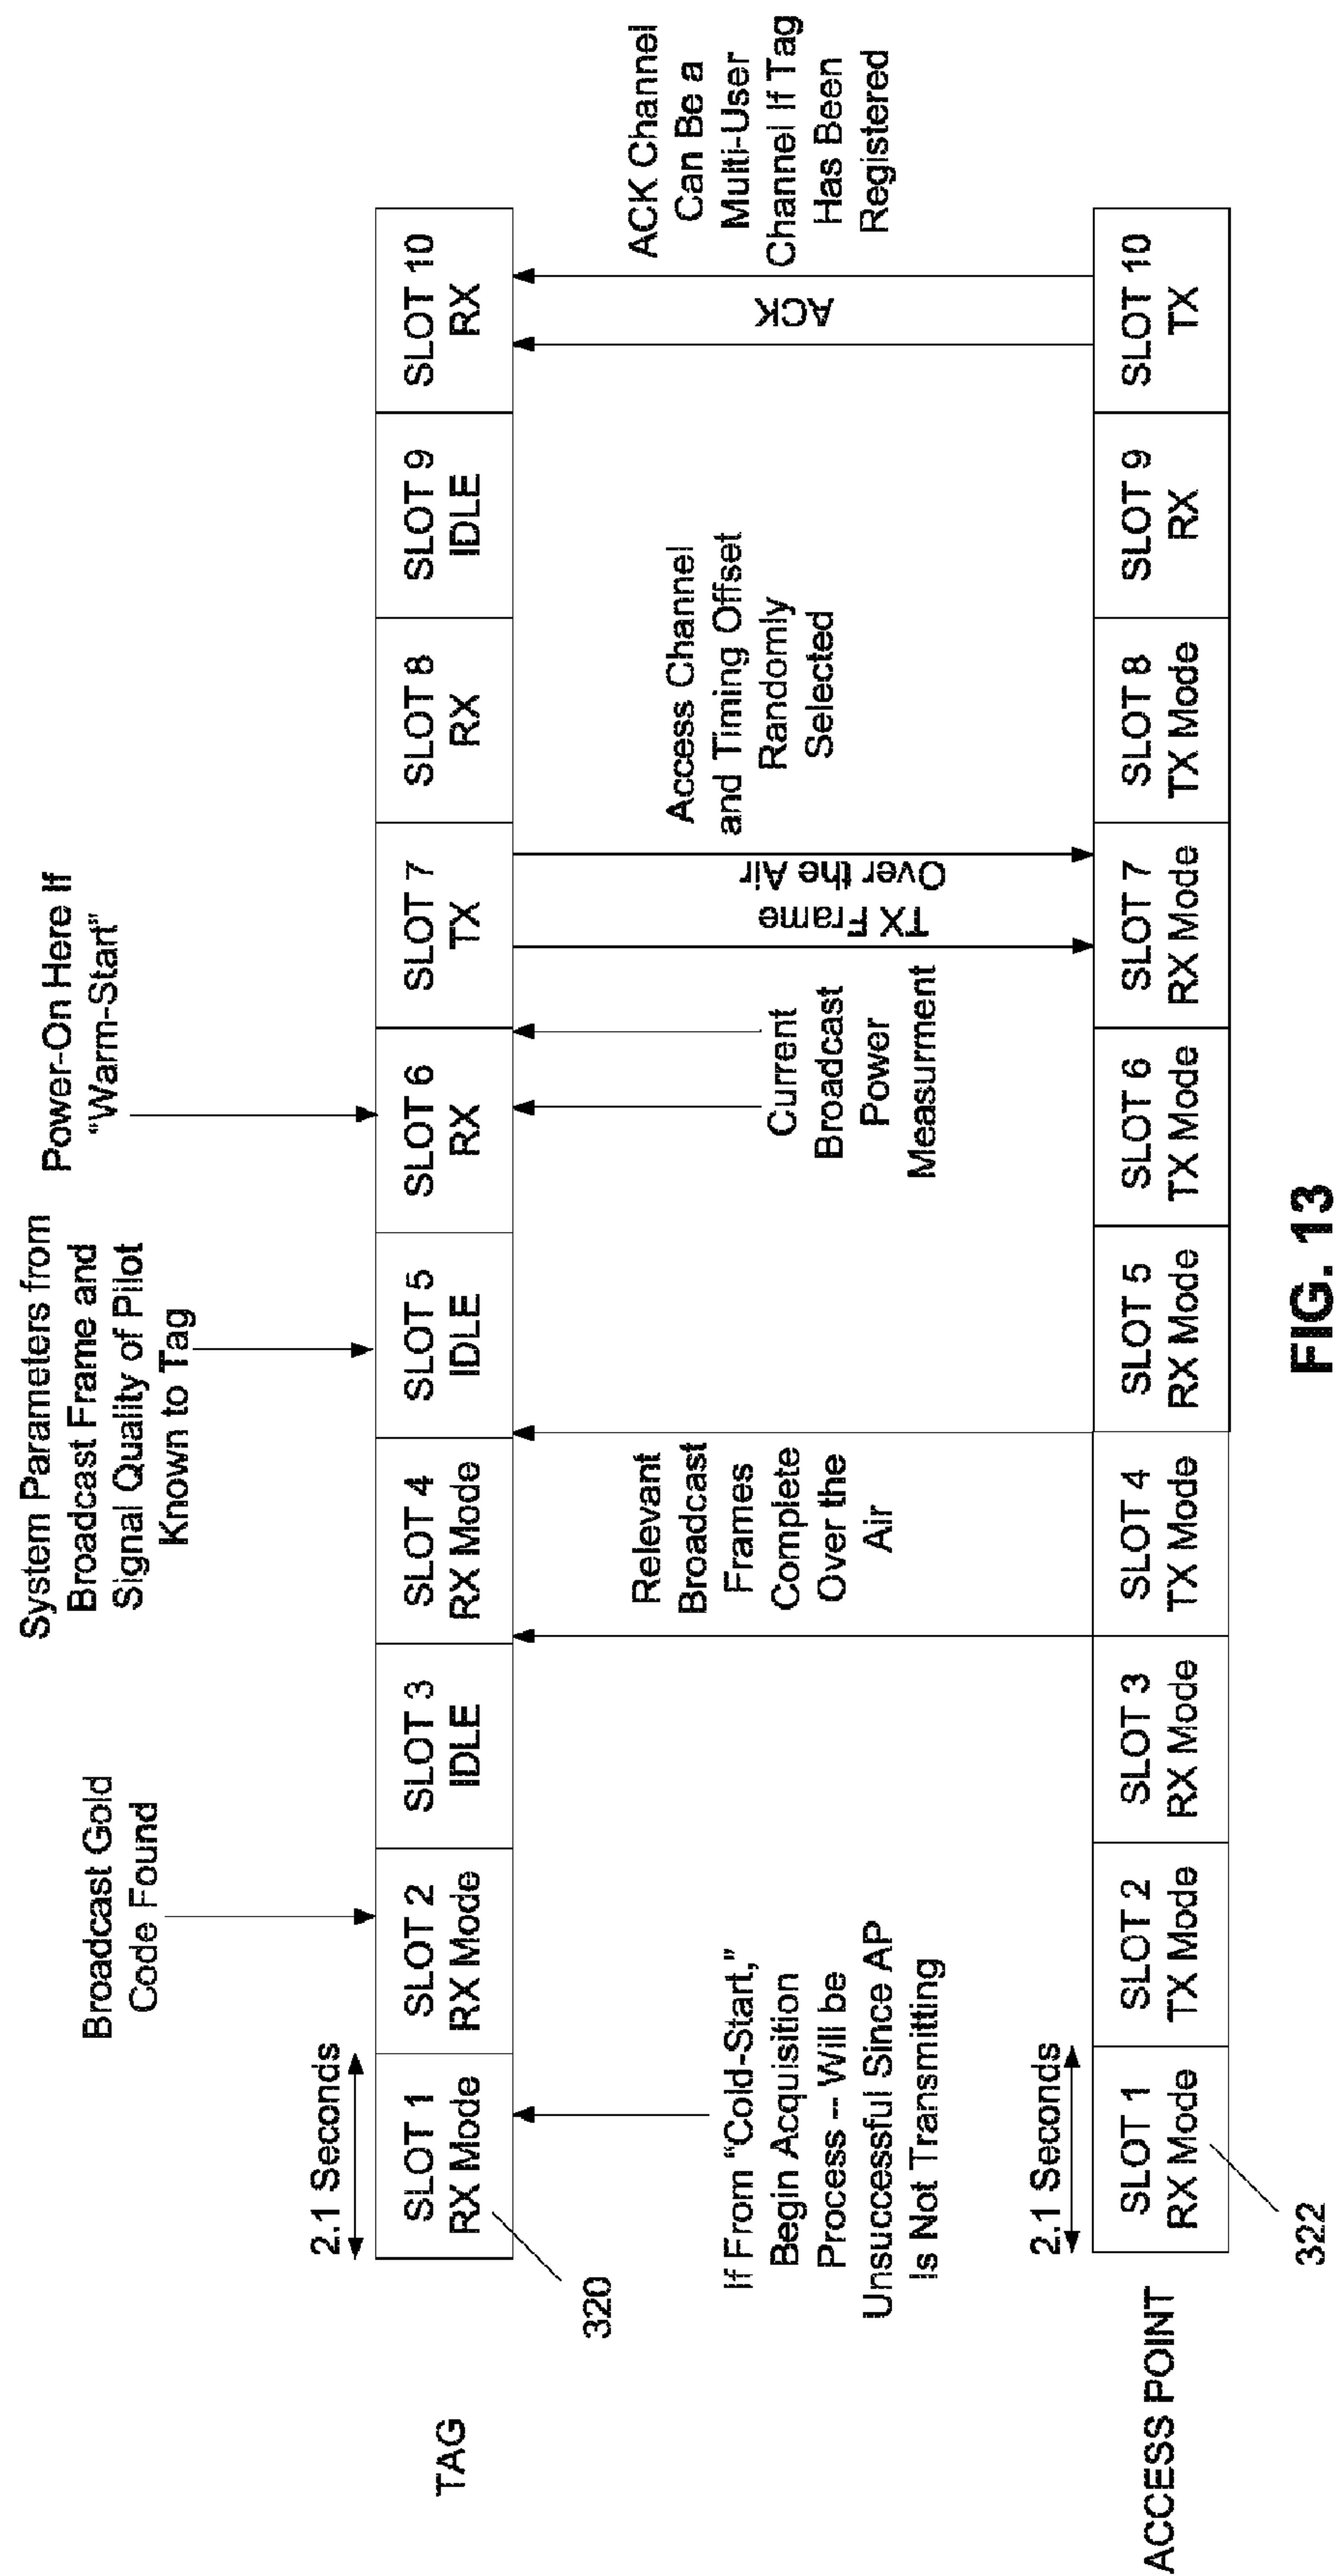 System Parameters from
Broadcast Frame and
Signal Quality of Pilot
Known to Tag
Power-On Here If
“Warm-Start”
Broadcast Gold
Code Found
2.1 Seconds
TAG
SLOT 1
RX Mode
SLOT 2
RX Mode
SLOT 3
IDLE
SLOT 4
RX Mode
SLOT 5
IDLE
SLOT 6
RX
SLOT 7
TX
SLOT 8
RX
SLOT 9
IDLE
SLOT 10
RX
320
If From “Cold-Start,”
Begin Acquisition
Process -- Will be
Unsuccessful Since AP
Is Not Transmitting
Relevant
Broadcast
Frames
Complete
Over the
Air
Current
Broadcast
Power
Measurment
TX Frame
Over the Air
Access Channel
and Timing Offset
Randomly
Selected
ACK
ACK Channel
Can Be a
Multi-User
Channel If Tag
Has Been
Registered
2.1 Seconds
ACCESS POINT
SLOT 1
RX Mode
SLOT 2
TX Mode
SLOT 3
RX Mode
SLOT 4
TX Mode
SLOT 5
RX Mode
SLOT 6
TX Mode
SLOT 7
RX Mode
SLOT 8
TX Mode
SLOT 9
RX
SLOT 10
TX
322
FIG. 13